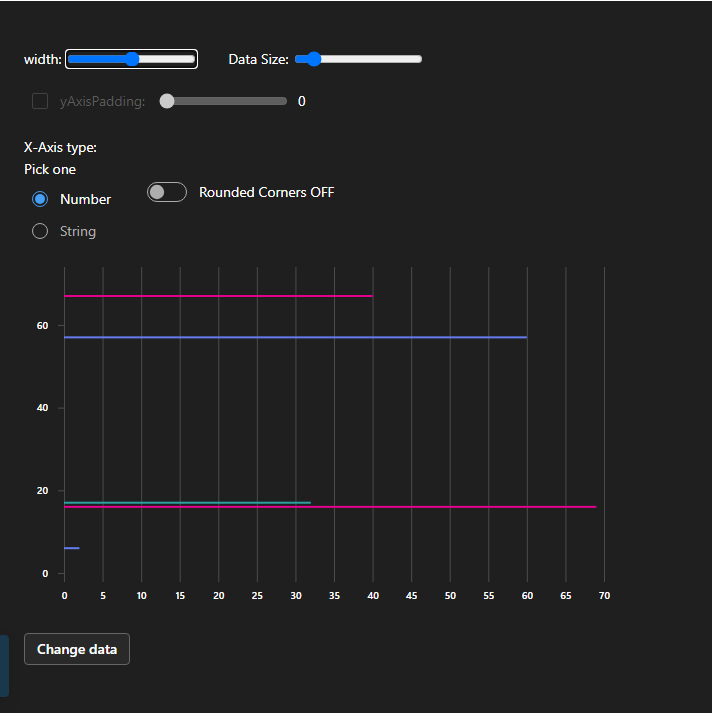 width: Data Size:
yAxisPadding: 0
X-Axis type:
Pick one
Number Rounded Corners OFF
String
60
40
20
0
0 5 10 15 20 25 30 35 40 45 50 55 60 65 70
Change data